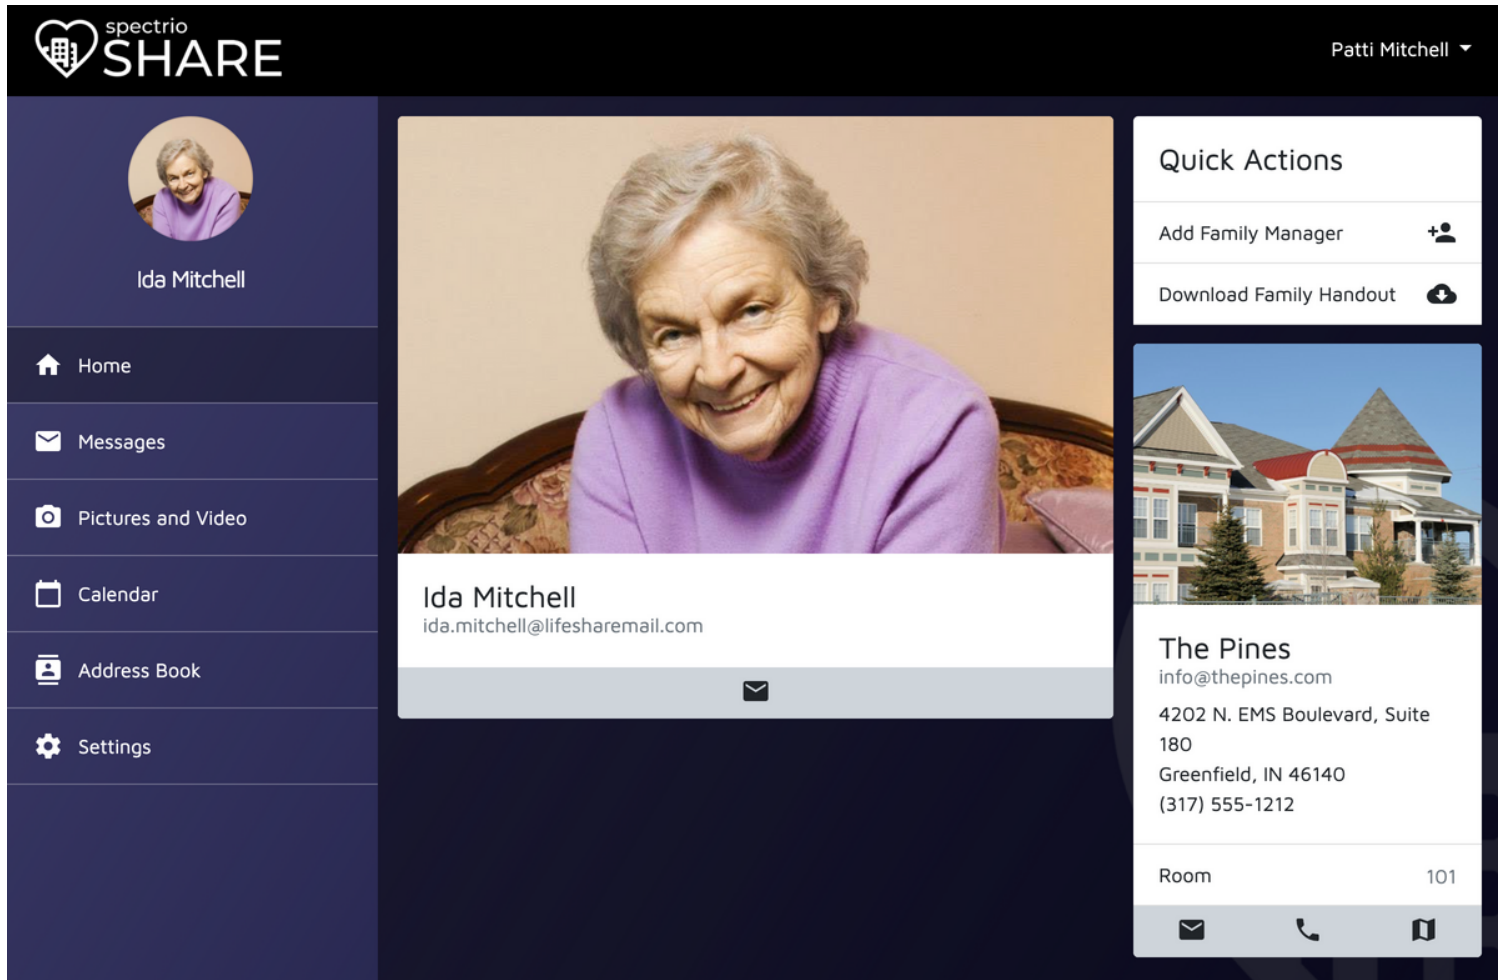 spectrio
SHARE
Patti Mitchell
Ida Mitchell
Home
Messages
Pictures and Video
Calendar
Address Book
Settings
Ida Mitchell
ida.mitchell@lifesharemail.com
Quick Actions
Add Family Manager
Download Family Handout
The Pines
info@thepines.com
4202 N. EMS Boulevard, Suite
180
Greenfield, IN 46140
(317) 555-1212
Room 101